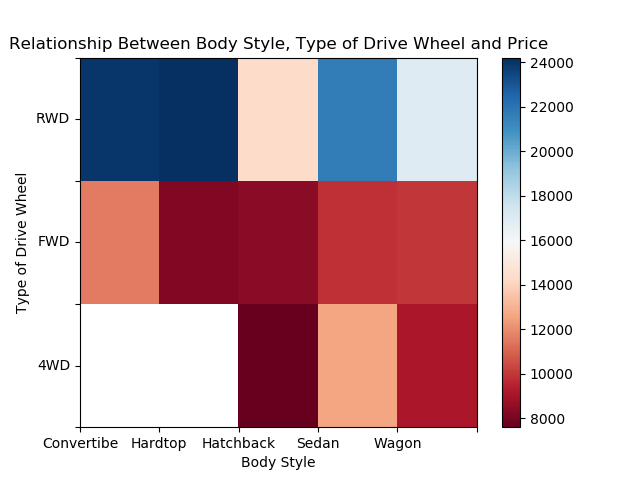 Relationship Between Body Style, Type of Drive Wheel and Price
24000
22000
20000
18000
16000
14000
12000
10000
8000
RWD
FWD
4WD
Type of Drive Wheel
Convertibe Hardtop Hatchback Sedan Wagon
Body Style